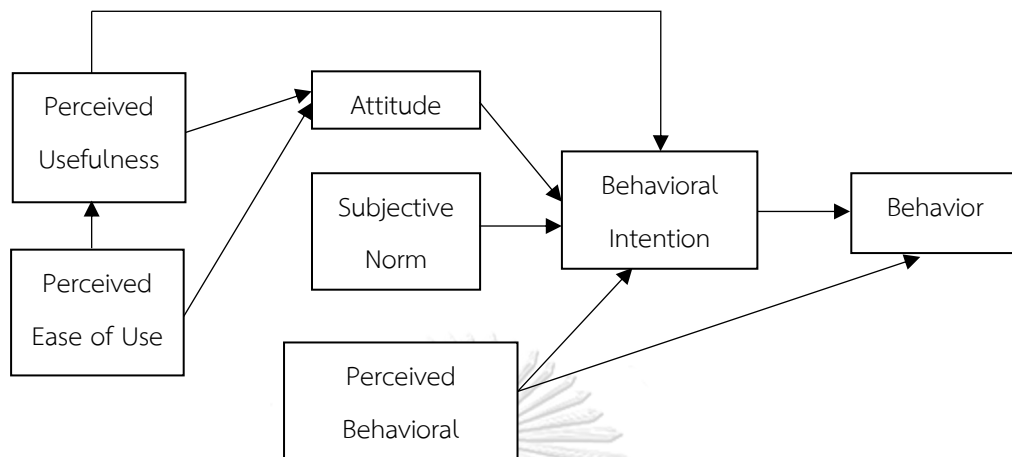 Perceived
Usefulness
Attitude
Subjective
Norm
Behavioral
Intention
Behavior
Perceived
Ease of Use
Perceived
Behavioral